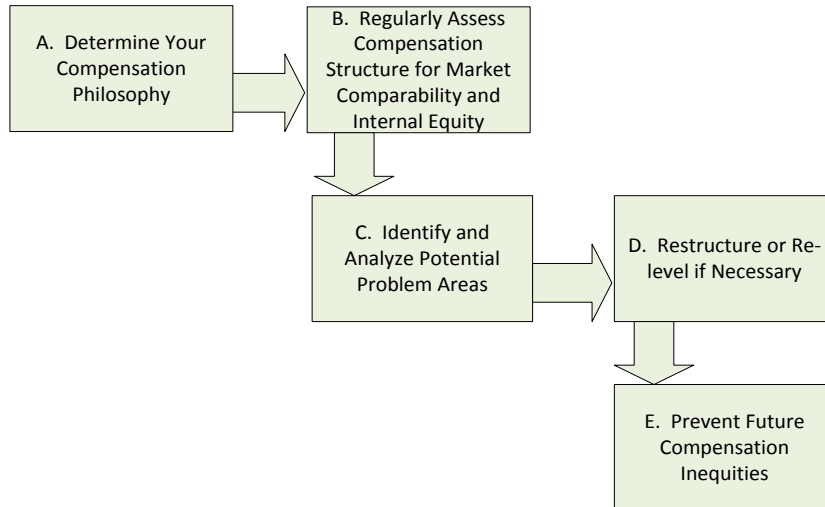 A. Determine Your
Compensation
Philosophy
B. Regularly Assess
Compensation
Structure for Market
Comparability and
Internal Equity
C. Identify and
Analyze Potential
Problem Areas
D. Restructure or Re-
level if Necessary
E. Prevent Future
Compensation
Inequities